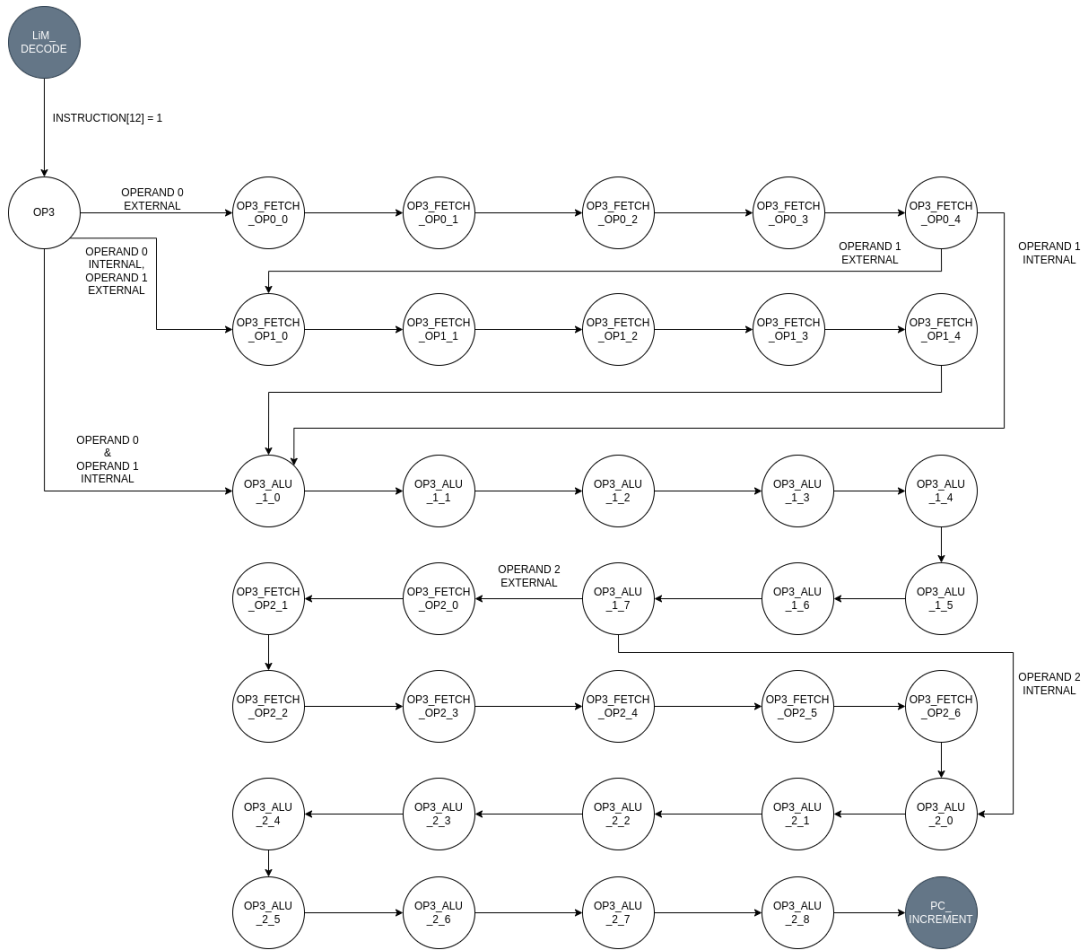 LiM_
DECODE
INSTRUCTION[12] = 1
OP3
OPERAND 0
EXTERNAL
OP3_FETCH
_OP0_0
OP3_FETCH
_OP0_1
OP3_FETCH
_OP0_2
OP3_FETCH
_OP0_3
OP3_FETCH
_OP0_4
OPERAND 0
INTERNAL,
OPERAND 1
EXTERNAL
OPERAND 1
EXTERNAL
OPERAND 1
INTERNAL
OP3_FETCH
_OP1_0
OP3_FETCH
_OP1_1
OP3_FETCH
_OP1_2
OP3_FETCH
_OP1_3
OP3_FETCH
_OP1_4
OPERAND 0
&
OPERAND 1
INTERNAL
OP3_ALU
_1_0
OP3_ALU
_1_1
OP3_ALU
_1_2
OP3_ALU
_1_3
OP3_ALU
_1_4
OP3_FETCH
_OP2_1
OP3_FETCH
_OP2_0
OPERAND 2
EXTERNAL
OP3_ALU
_1_7
OP3_ALU
_1_6
OP3_ALU
_1_5
OPERAND 2
INTERNAL
OP3_FETCH
_OP2_2
OP3_FETCH
_OP2_3
OP3_FETCH
_OP2_4
OP3_FETCH
_OP2_5
OP3_FETCH
_OP2_6
OP3_ALU
_2_4
OP3_ALU
_2_3
OP3_ALU
_2_2
OP3_ALU
_2_1
OP3_ALU
_2_0
OP3_ALU
_2_5
OP3_ALU
_2_6
OP3_ALU
_2_7
OP3_ALU
_2_8
PC_
INCREMENT